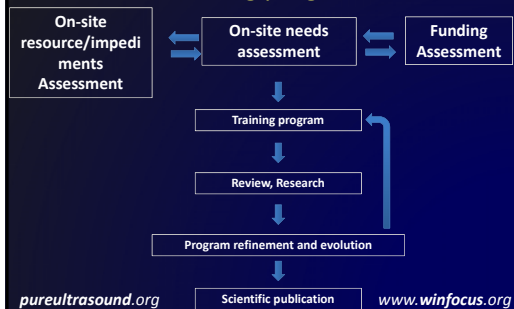 On-site
resource/impedi
ments
Assessment
On-site needs
assessment
Funding
Assessment
Training program
Review, Research
Program refinement and evolution
Scientific publication
pureultrasound.org
www.winfocus.org